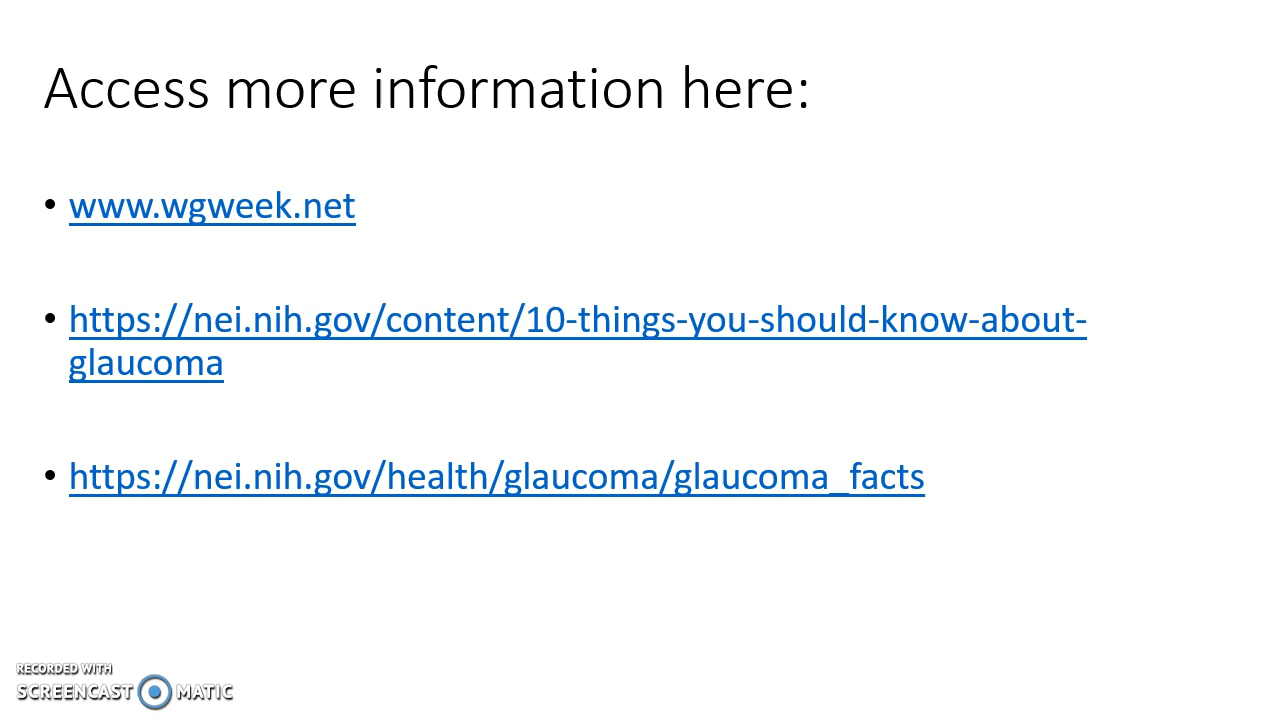 Access more information here:
• www.wgweek.net
• https://nei.nih.gov/content/10-things-you-should-know-about-
glaucoma
• https://nei.nih.gov/health/glaucoma/glaucoma_facts
RECORDED WITH
SCREENCAST MATIC